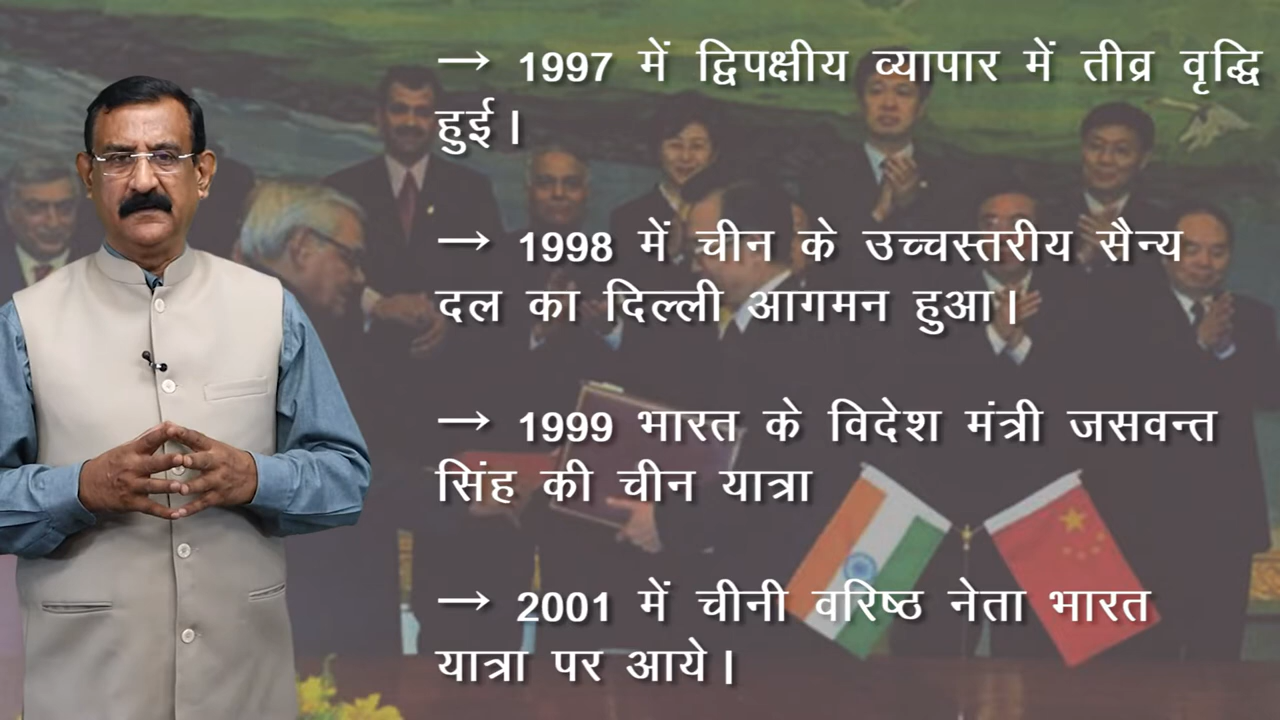 → 1997 में द्विपक्षीय व्यापार में तीव्र वृद्धि
हुई।
→ 1998 में चीन के उच्चस्तरीय सैन्य
दल का दिल्ली आगमन हुआ।
→ 1999 भारत के विदेश मंत्री जसवन्त
सिंह की चीन यात्रा
→ 2001 में चीनी वरिष्ठ नेता भारत
यात्रा पर आये।